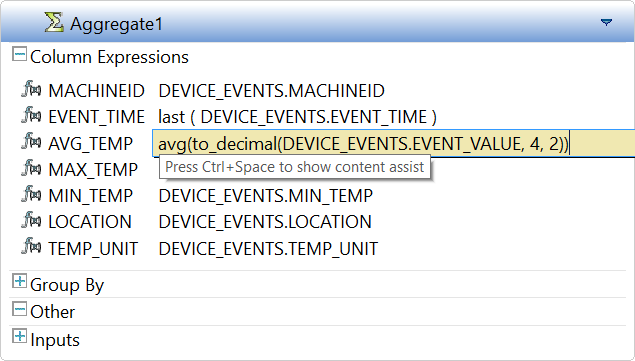 Aggregate1
Column Expressions
MACHINEID DEVICE_EVENTS.MACHINEID
EVENT_TIME last ( DEVICE_EVENTS.EVENT_TIME )
AVG_TEMP avg(to_decimal(DEVICE_EVENTS.EVENT_VALUE, 4, 2))
MAX_TEMP Press Ctrl+Space to show content assist
MIN_TEMP DEVICE_EVENTS.MIN_TEMP
LOCATION DEVICE_EVENTS.LOCATION
TEMP_UNIT DEVICE_EVENTS.TEMP_UNIT
Group By
Other
Inputs